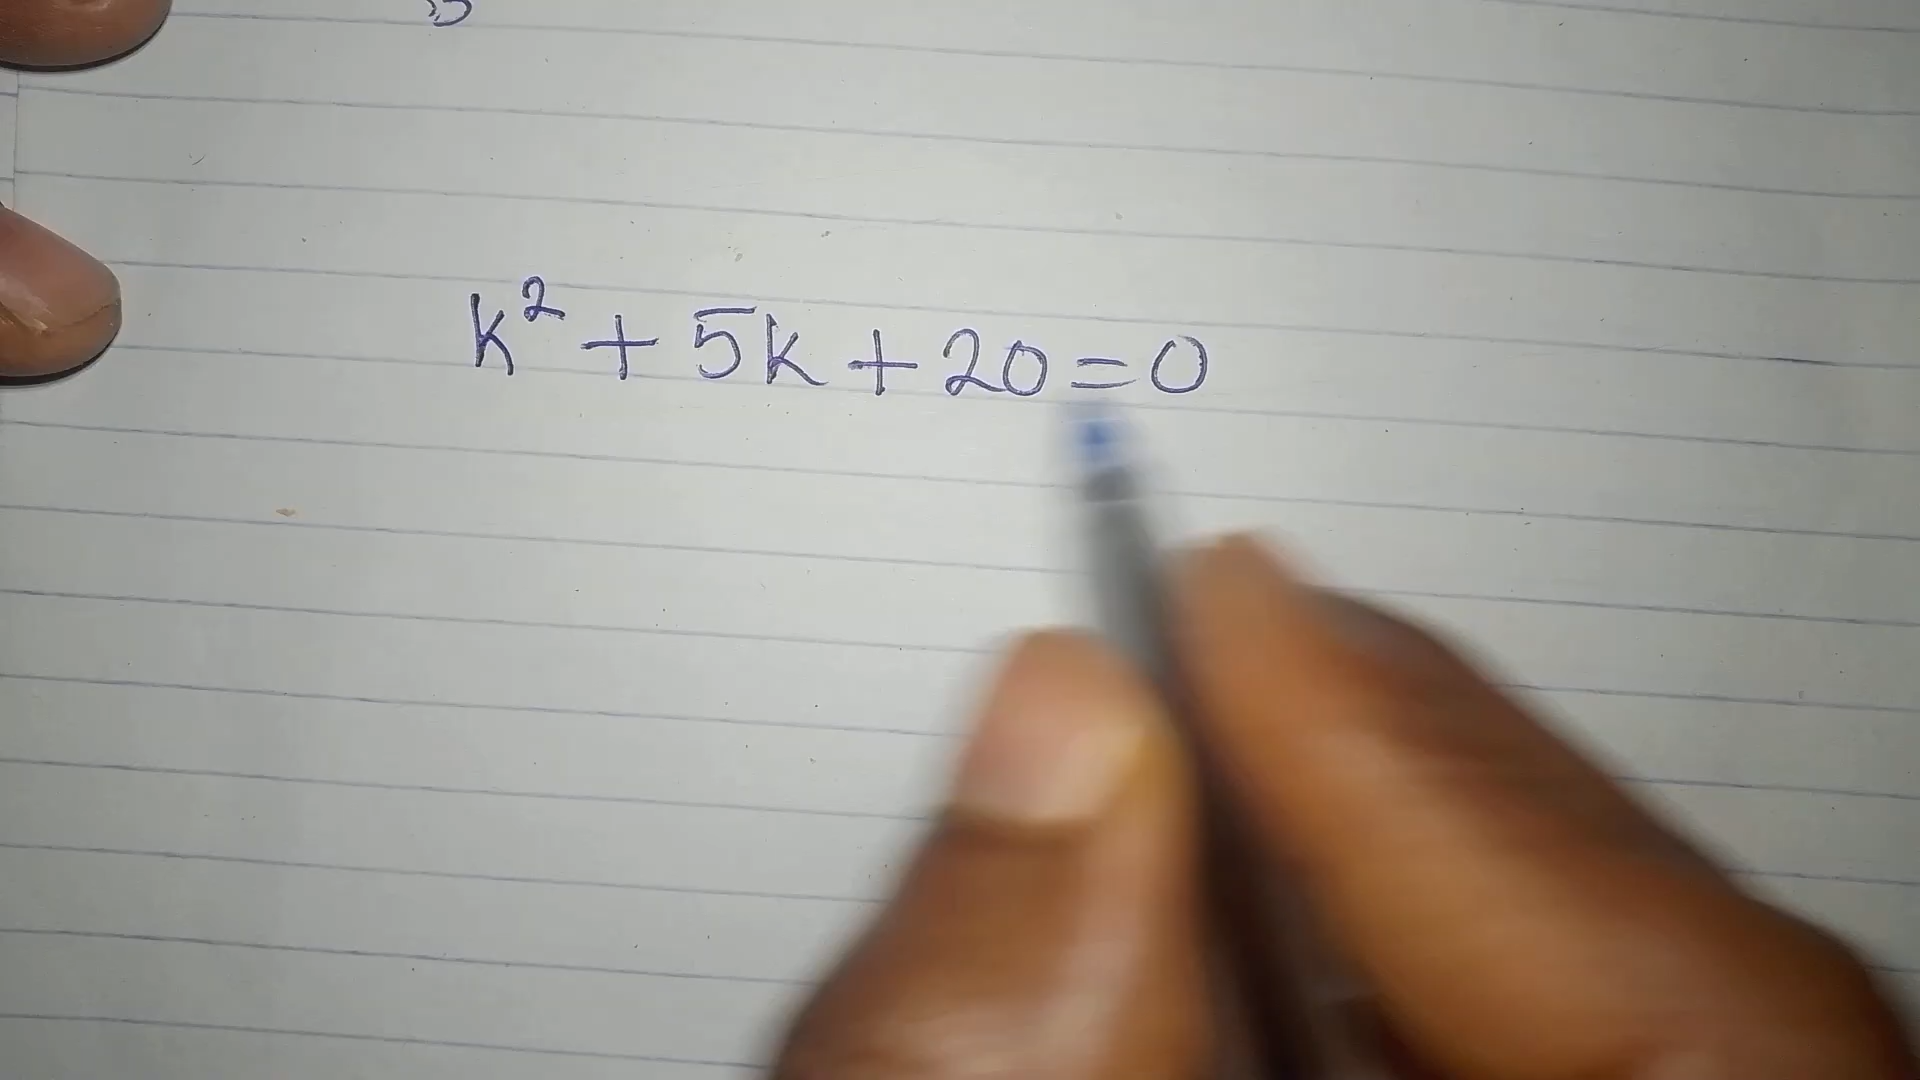 k² + 5k + 20 = 0